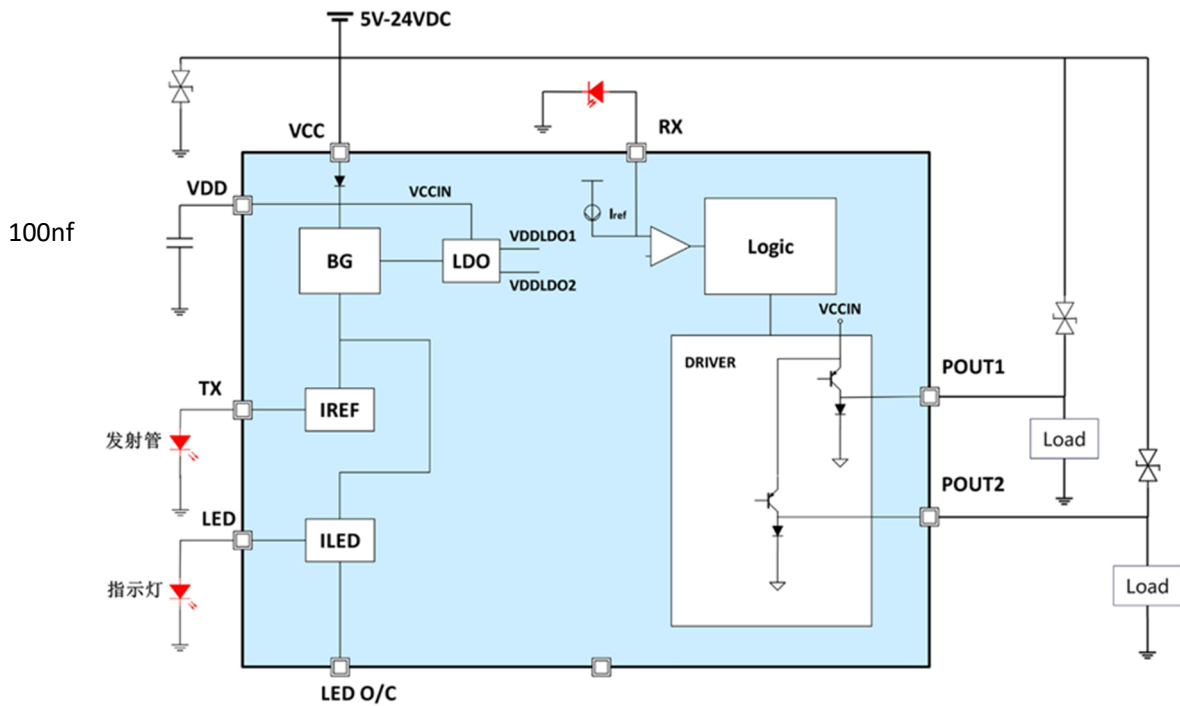 5V-24VDC
VCC
RX
VDD
VCCIN
100nf
Iref
BG
LDO
VDDLDO1
VDDLDO2
Logic
VCCIN
DRIVER
TX
IREF
POUT1
发射管
Load
LED
ILED
POUT2
指示灯
Load
LED O/C